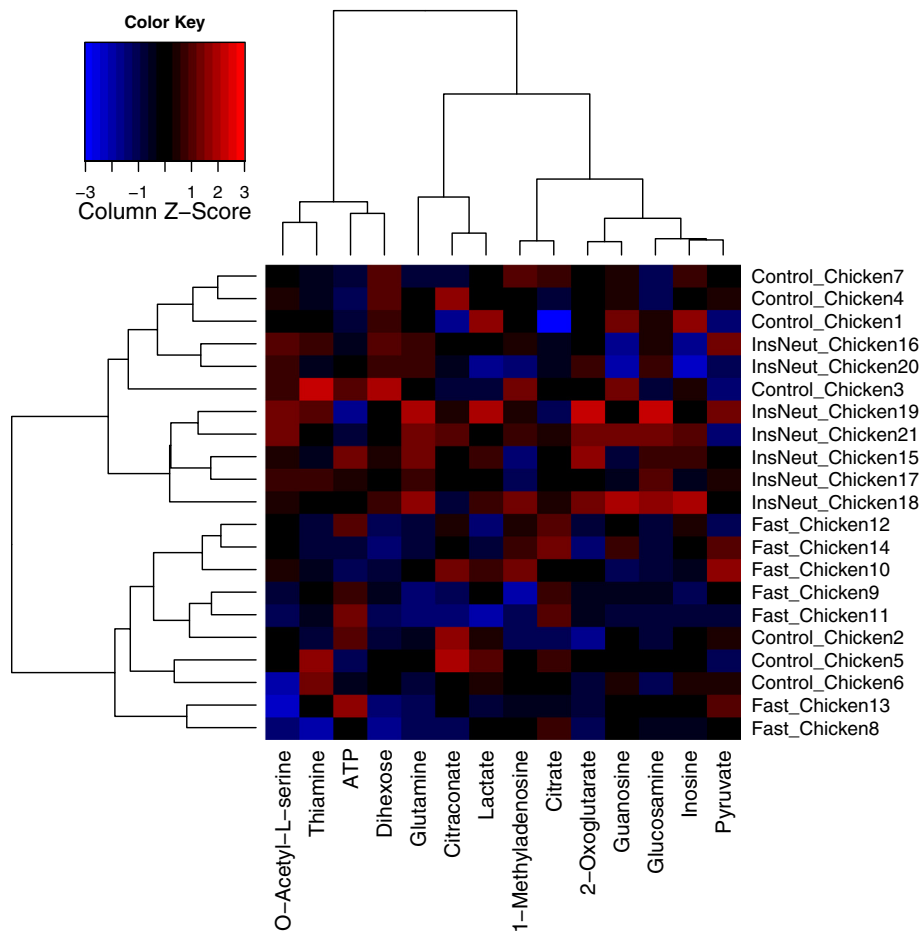 Color Key
−3 −1 1 2 3
Column Z−Score
Control_Chicken7
Control_Chicken4
Control_Chicken1
InsNeut_Chicken16
InsNeut_Chicken20
Control_Chicken3
InsNeut_Chicken19
InsNeut_Chicken21
InsNeut_Chicken15
InsNeut_Chicken17
InsNeut_Chicken18
Fast_Chicken12
Fast_Chicken14
Fast_Chicken10
Fast_Chicken9
Fast_Chicken11
Control_Chicken2
Control_Chicken5
Control_Chicken6
Fast_Chicken13
Fast_Chicken8
O−Acetyl−L−serine
Thiamine
ATP
Dihexose
Glutamine
Citraconate
Lactate
1−Methyladenosine
Citrate
2−Oxoglutarate
Guanosine
Glucosamine
Inosine
Pyruvate